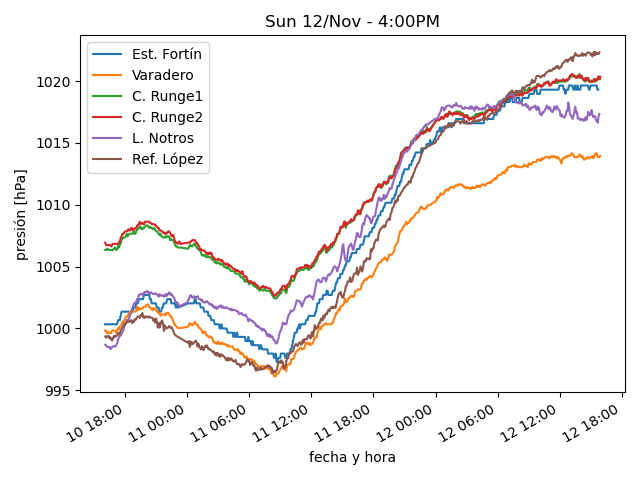 Sun 12/Nov - 4:00PM
Est. Fortín
Varadero
C. Runge1
C. Runge2
L. Notros
Ref. López
presión [hPa]
1020
1015
1010
1005
1000
995
10 18:00
11 00:00
11 06:00
11 12:00
11 18:00
12 00:00
12 06:00
12 12:00
12 18:00
fecha y hora